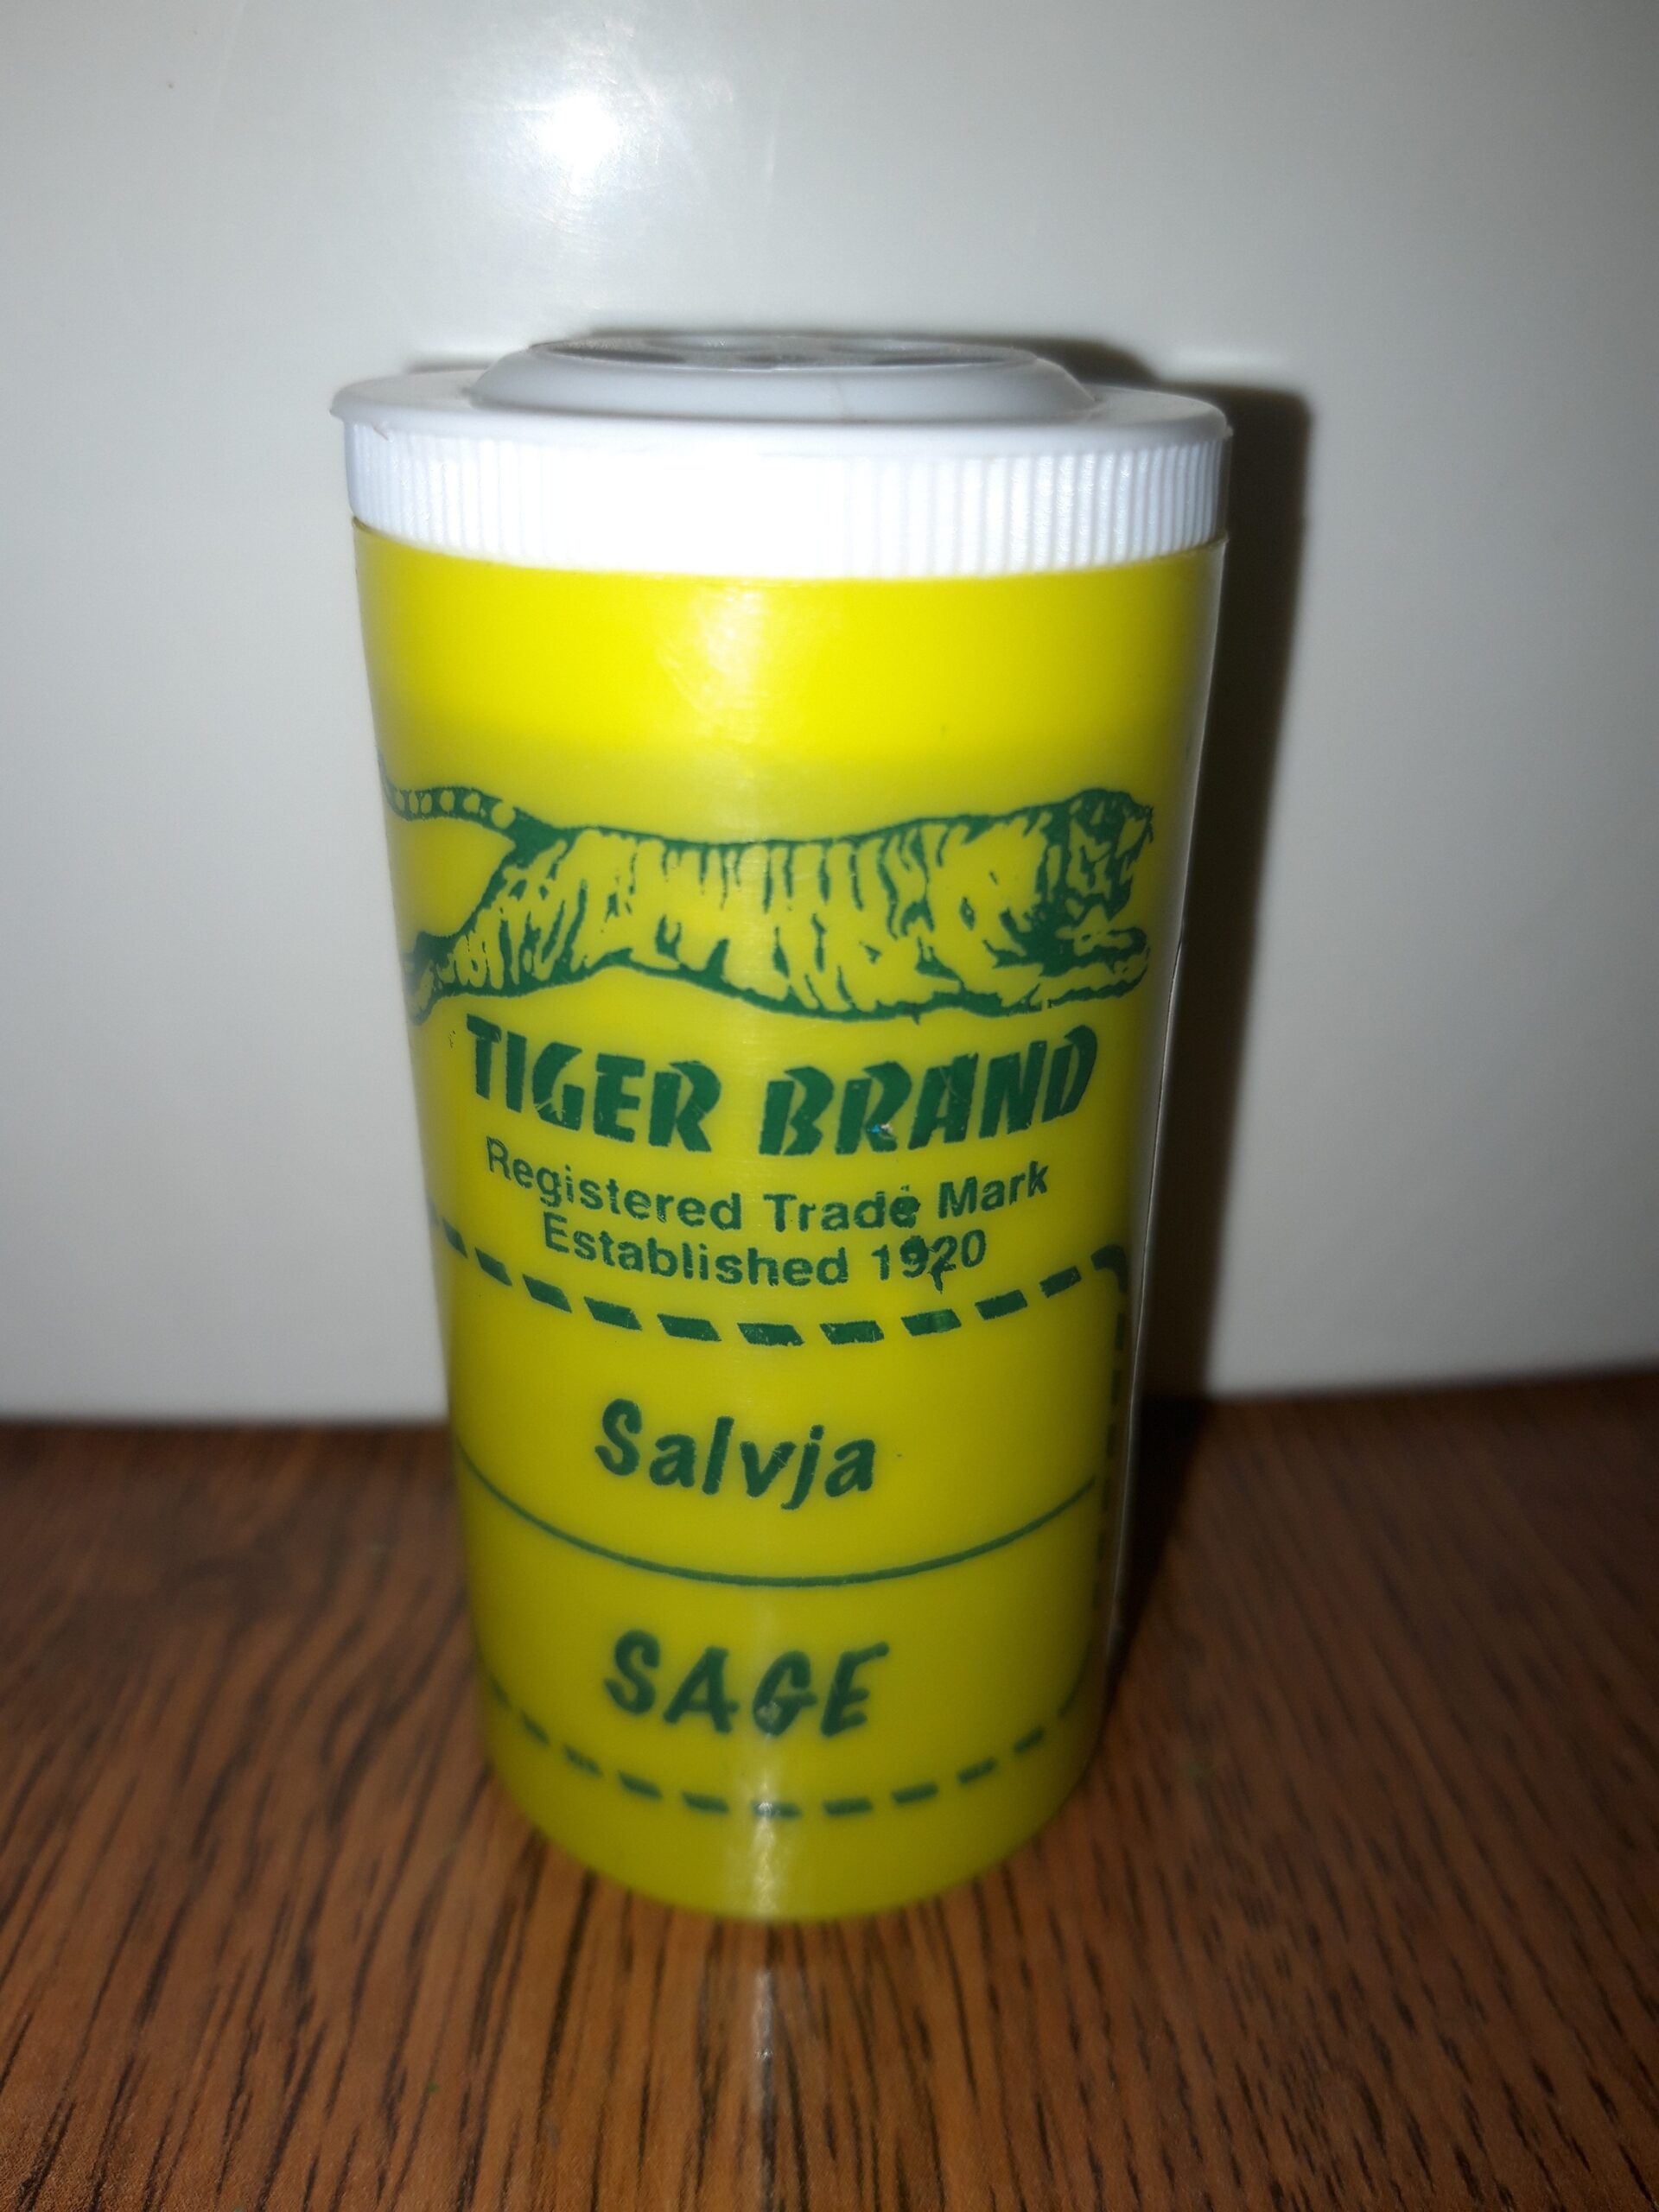 TIGER BRAND
Registered Trade Mark
Established 1920
Salvja
SAGE